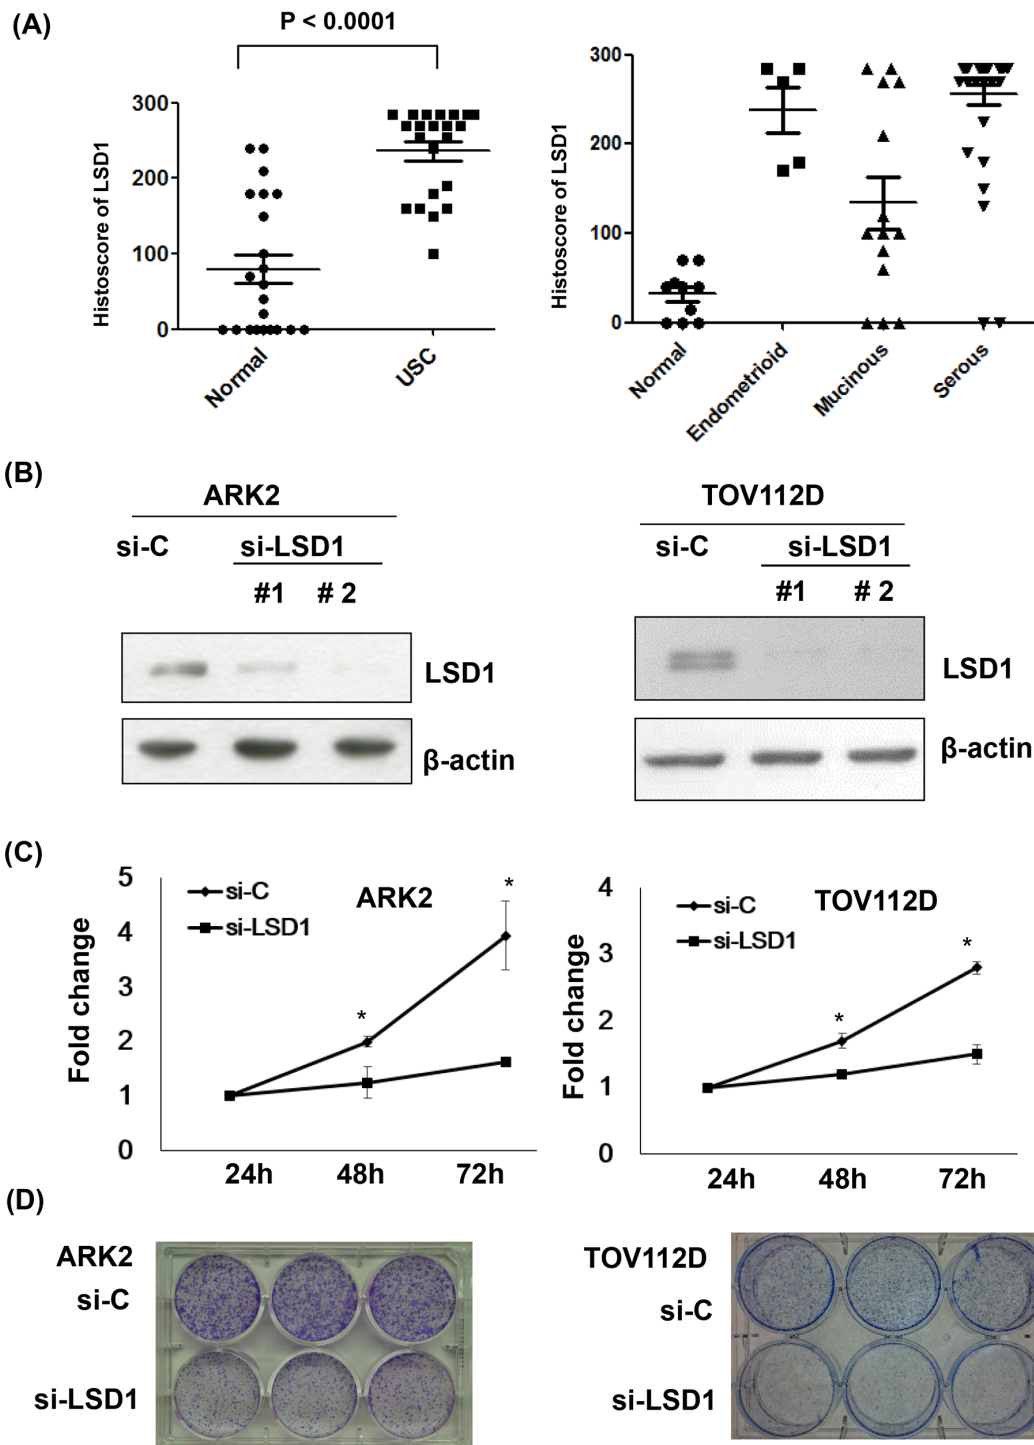 (A)
P < 0.0001
Histoscore of LSD1
300
200
100
0
Normal
USC
Histoscore of LSD1
300
200
100
0
Normal
Endometrioid
Mucinous
Serous
(B)
ARK2
si-C
si-LSD1
#1
# 2
LSD1
β-actin
TOV112D
si-C
si-LSD1
#1
# 2
LSD1
β-actin
(C)
Fold change
5
4
3
2
1
0
si-C
si-LSD1
ARK2
*
*
24h
48h
72h
Fold change
4
3
2
1
0
si-C
si-LSD1
TOV112D
*
*
24h
48h
72h
(D)
ARK2
si-C
si-LSD1
TOV112D
si-C
si-LSD1